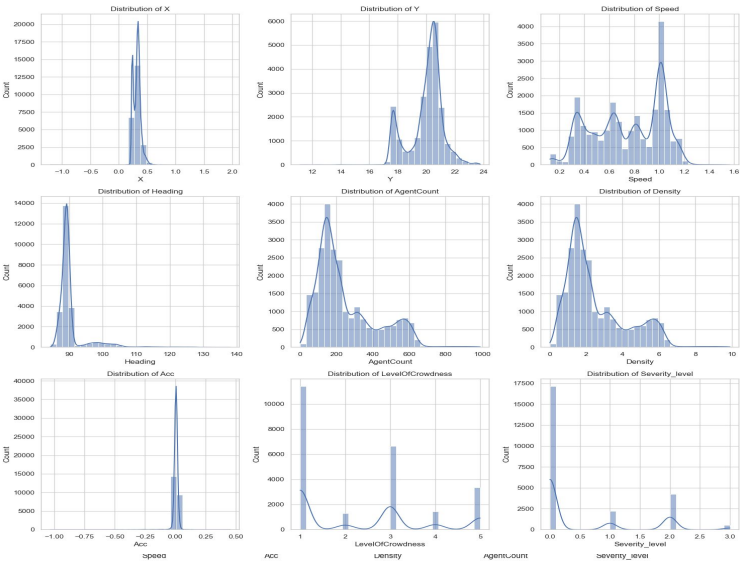 Distribution of X
Distribution of Y
Distribution of Speed
20000
17500
15000
12500
10000
7500
5000
2500
0
Count
−1.0 −0.5 0.0 0.5 1.0 1.5 2.0
X
6000
5000
4000
3000
2000
1000
0
Count
12 14 16 18 20 22 24
Y
4000
3500
3000
2500
2000
1500
1000
500
0
Count
0.2 0.4 0.6 0.8 1.0 1.2 1.4 1.6
Speed
Distribution of Heading
Distribution of AgentCount
Distribution of Density
14000
12000
10000
8000
6000
4000
2000
0
Count
90 100 110 120 130 140
Heading
4000
3500
3000
2500
2000
1500
1000
500
0
Count
0 200 400 600 800 1000
AgentCount
4000
3500
3000
2500
2000
1500
1000
500
0
Count
0 2 4 6 8 10
Density
Distribution of Acc
Distribution of LevelOfCrowdness
Distribution of Severity_level
40000
35000
30000
25000
20000
15000
10000
5000
0
Count
−1.00 −0.75 −0.50 −0.25 0.00 0.25 0.50
Acc
10000
8000
6000
4000
2000
0
Count
1 2 3 4 5
LevelOfCrowdness
17500
15000
12500
10000
7500
5000
2500
0
Count
0.0 0.5 1.0 1.5 2.0 2.5 3.0
Severity_level
Speed Acc Density AgentCount Severity_level